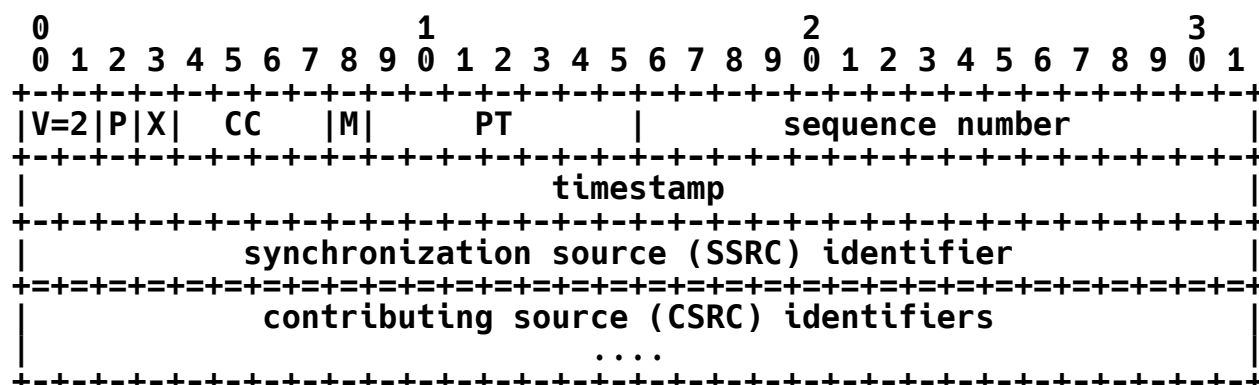 0                   1                   2                   3
 0 1 2 3 4 5 6 7 8 9 0 1 2 3 4 5 6 7 8 9 0 1 2 3 4 5 6 7 8 9 0 1
+-+-+-+-+-+-+-+-+-+-+-+-+-+-+-+-+-+-+-+-+-+-+-+-+-+-+-+-+-+-+-+-+
|V=2|P|X|  CC   |M|     PT      |       sequence number         |
+-+-+-+-+-+-+-+-+-+-+-+-+-+-+-+-+-+-+-+-+-+-+-+-+-+-+-+-+-+-+-+-+
|                           timestamp                           |
+-+-+-+-+-+-+-+-+-+-+-+-+-+-+-+-+-+-+-+-+-+-+-+-+-+-+-+-+-+-+-+-+
|           synchronization source (SSRC) identifier            |
+=+=+=+=+=+=+=+=+=+=+=+=+=+=+=+=+=+=+=+=+=+=+=+=+=+=+=+=+=+=+=+=+
|            contributing source (CSRC) identifiers             |
|                             ....                              |
+-+-+-+-+-+-+-+-+-+-+-+-+-+-+-+-+-+-+-+-+-+-+-+-+-+-+-+-+-+-+-+-+